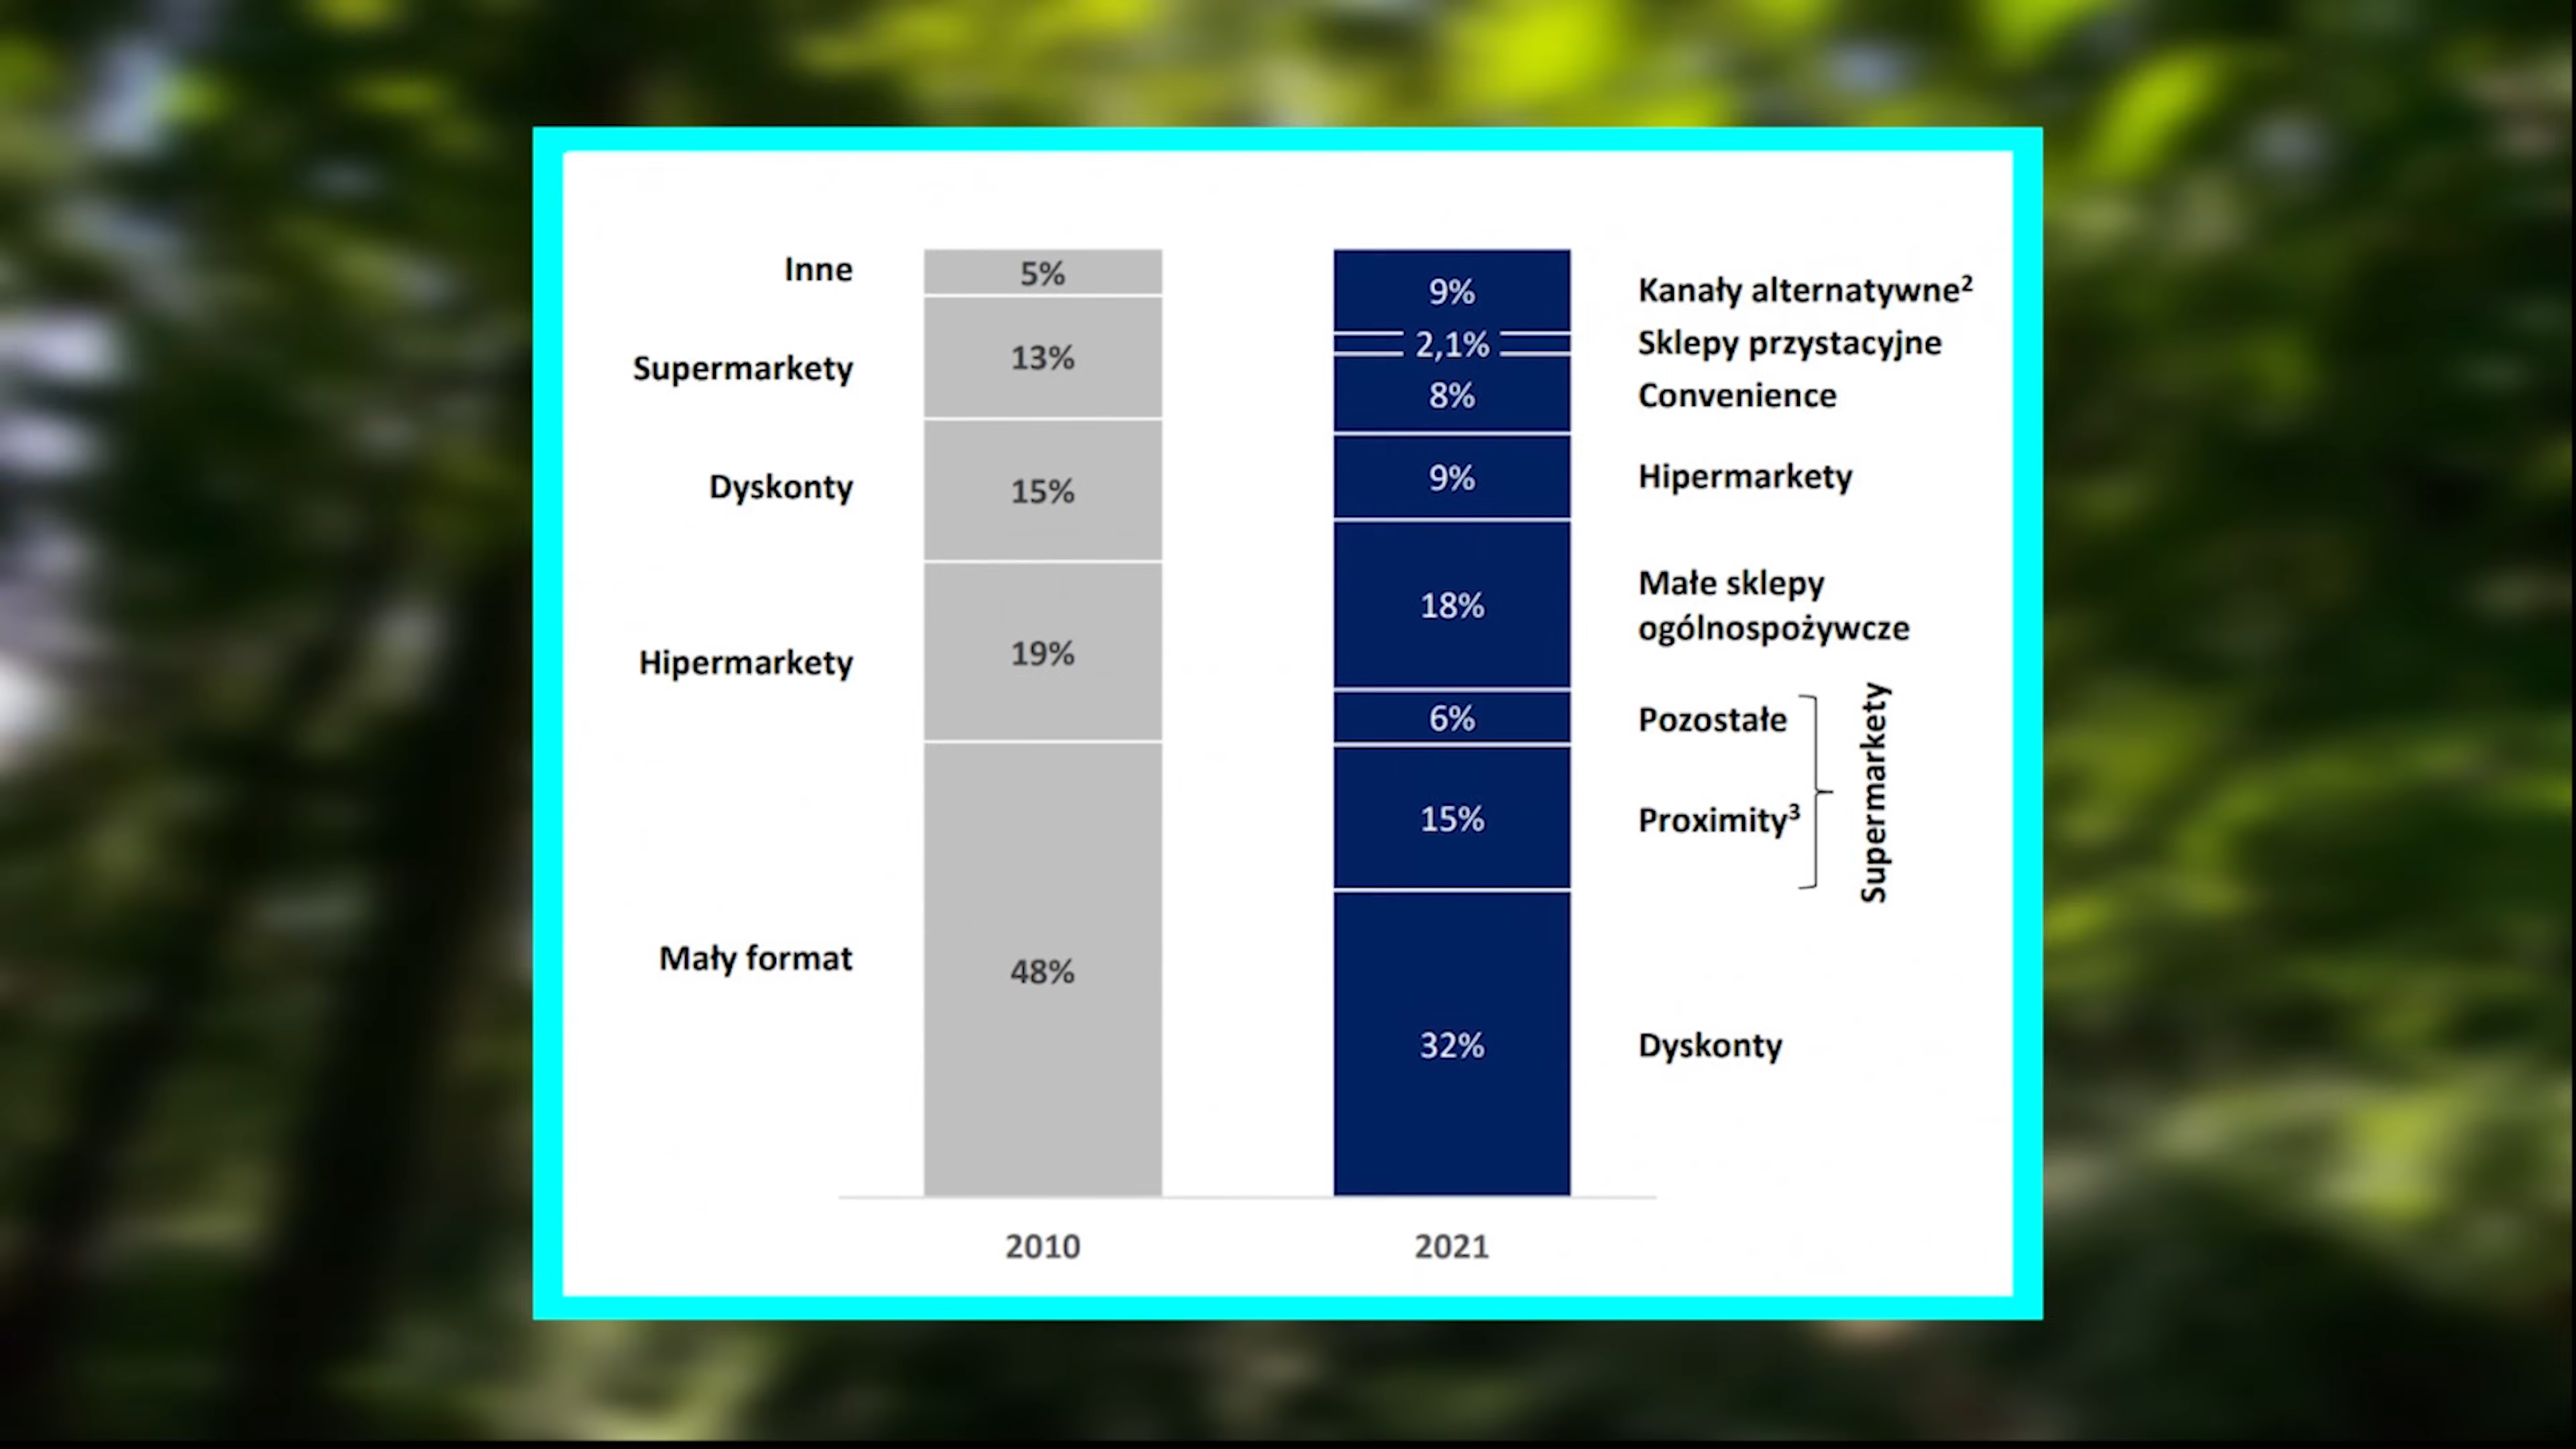 Inne
5%
Supermarkety
13%
Dyskonty
15%
Hipermarkety
19%
Mały format
48%
2010
9%
Kanały alternatywne²
2,1%
Sklepy przystacyjne
8%
Convenience
9%
Hipermarkety
18%
Małe sklepy
ogólnospożywcze
6%
Pozostałe
15%
Proximity³
Supermarkety
32%
Dyskonty
2021